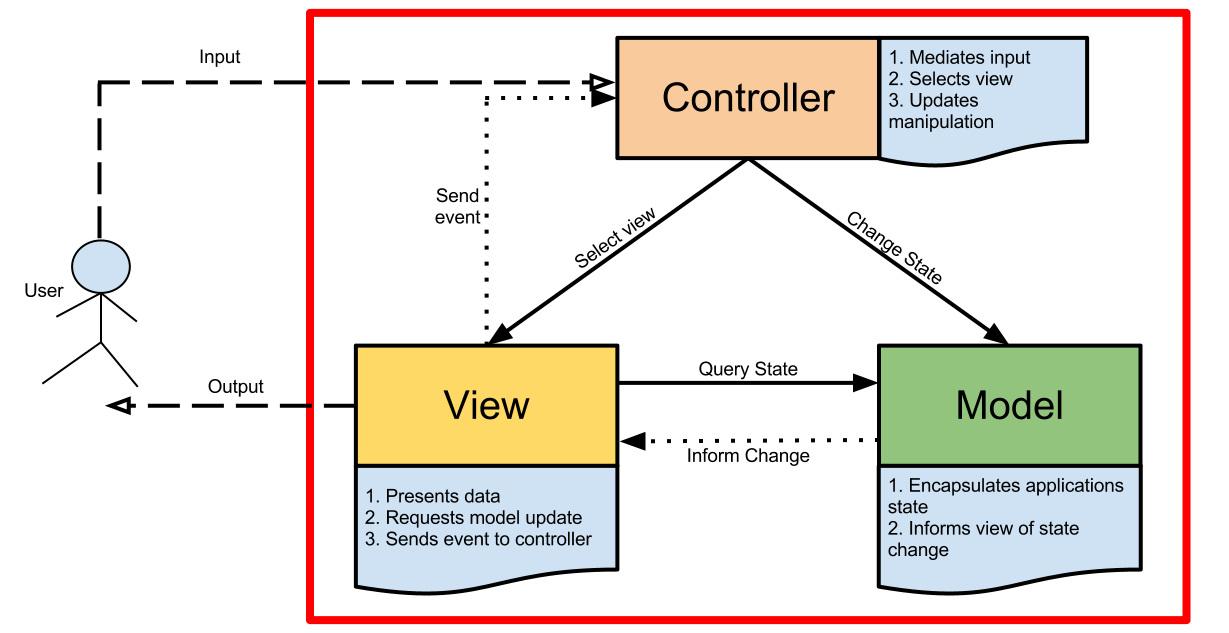 Input
Controller
1. Mediates input
2. Selects view
3. Updates
manipulation
Send
event
Select view
Change State
User
Output
View
Query State
Inform Change
Model
1. Presents data
2. Requests model update
3. Sends event to controller
1. Encapsulates applications
state
2. Informs view of state
change